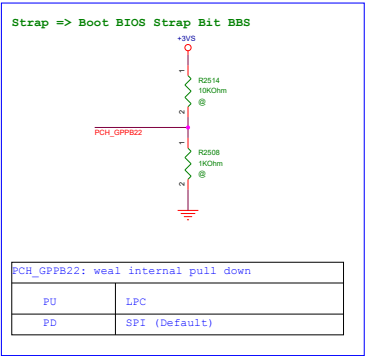 Strap => Boot BIOS Strap Bit BBS
+3VS
1
R2514
10KOhm
@
2
PCH_GPPB22
1
R2508
1KOhm
@
2
PCH_GPPB22: weal internal pull down
PU LPC
PD SPI (Default)